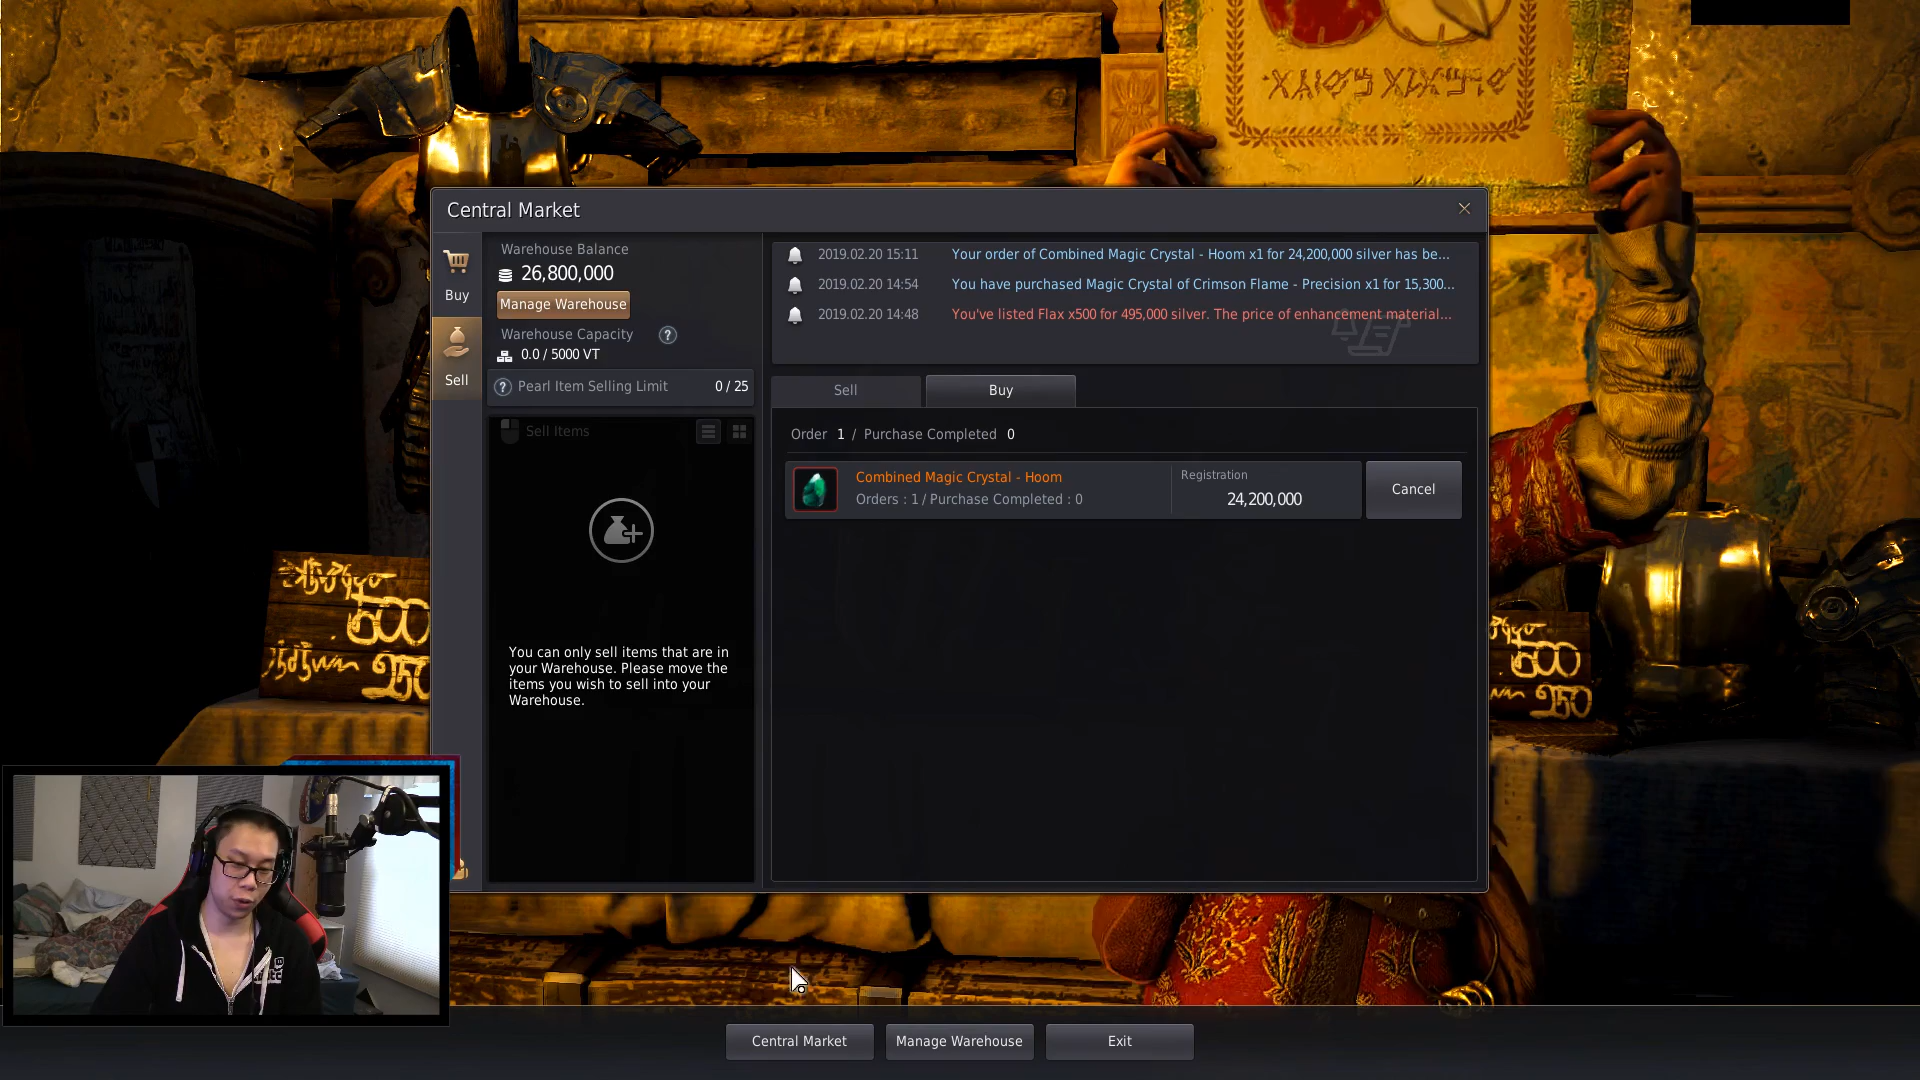 Central Market
Buy
Sell
Warehouse Balance
26,800,000
Manage Warehouse
Warehouse Capacity ?
0.0 / 5000 VT
? Pearl Item Selling Limit 0 / 25
Sell Items
You can only sell items that are in
your Warehouse. Please move the
items you wish to sell into your
Warehouse.
2019.02.20 15:11 Your order of Combined Magic Crystal - Hoom x1 for 24,200,000 silver has be...
2019.02.20 14:54 You have purchased Magic Crystal of Crimson Flame - Precision x1 for 15,300...
2019.02.20 14:48 You've listed Flax x500 for 495,000 silver. The price of enhancement material...
Sell Buy
Order 1 / Purchase Completed 0
Combined Magic Crystal - Hoom
Orders : 1 / Purchase Completed : 0
Registration
24,200,000
Cancel
Central Market Manage Warehouse Exit